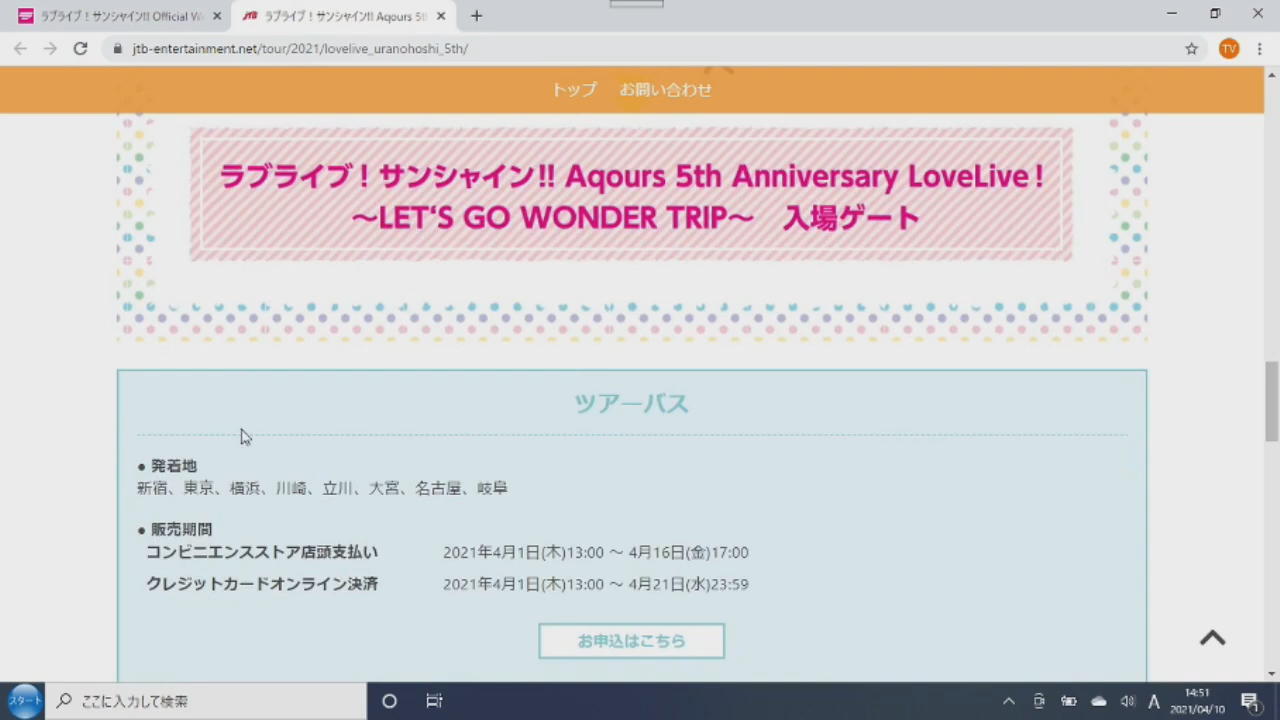 ラブライブ！サンシャイン!! Official W
ラブライブ！サンシャイン!! Aqours 5t
jtb-entertainment.net/tour/2021/lovelive_uranohoshi_5th/
TV
トップ お問い合わせ
ラブライブ！サンシャイン!! Aqours 5th Anniversary LoveLive！
〜LET‘S GO WONDER TRIP〜　入場ゲート
ツアーバス
● 発着地
新宿、東京、横浜、川崎、立川、大宮、名古屋、岐阜
● 販売期間
コンビニエンスストア店頭支払い 2021年4月1日(木)13:00 〜 4月16日(金)17:00
クレジットカードオンライン決済 2021年4月1日(木)13:00 〜 4月21日(水)23:59
お申込はこちら
スタート ここに入力して検索 A 14:51
2021/04/10 1